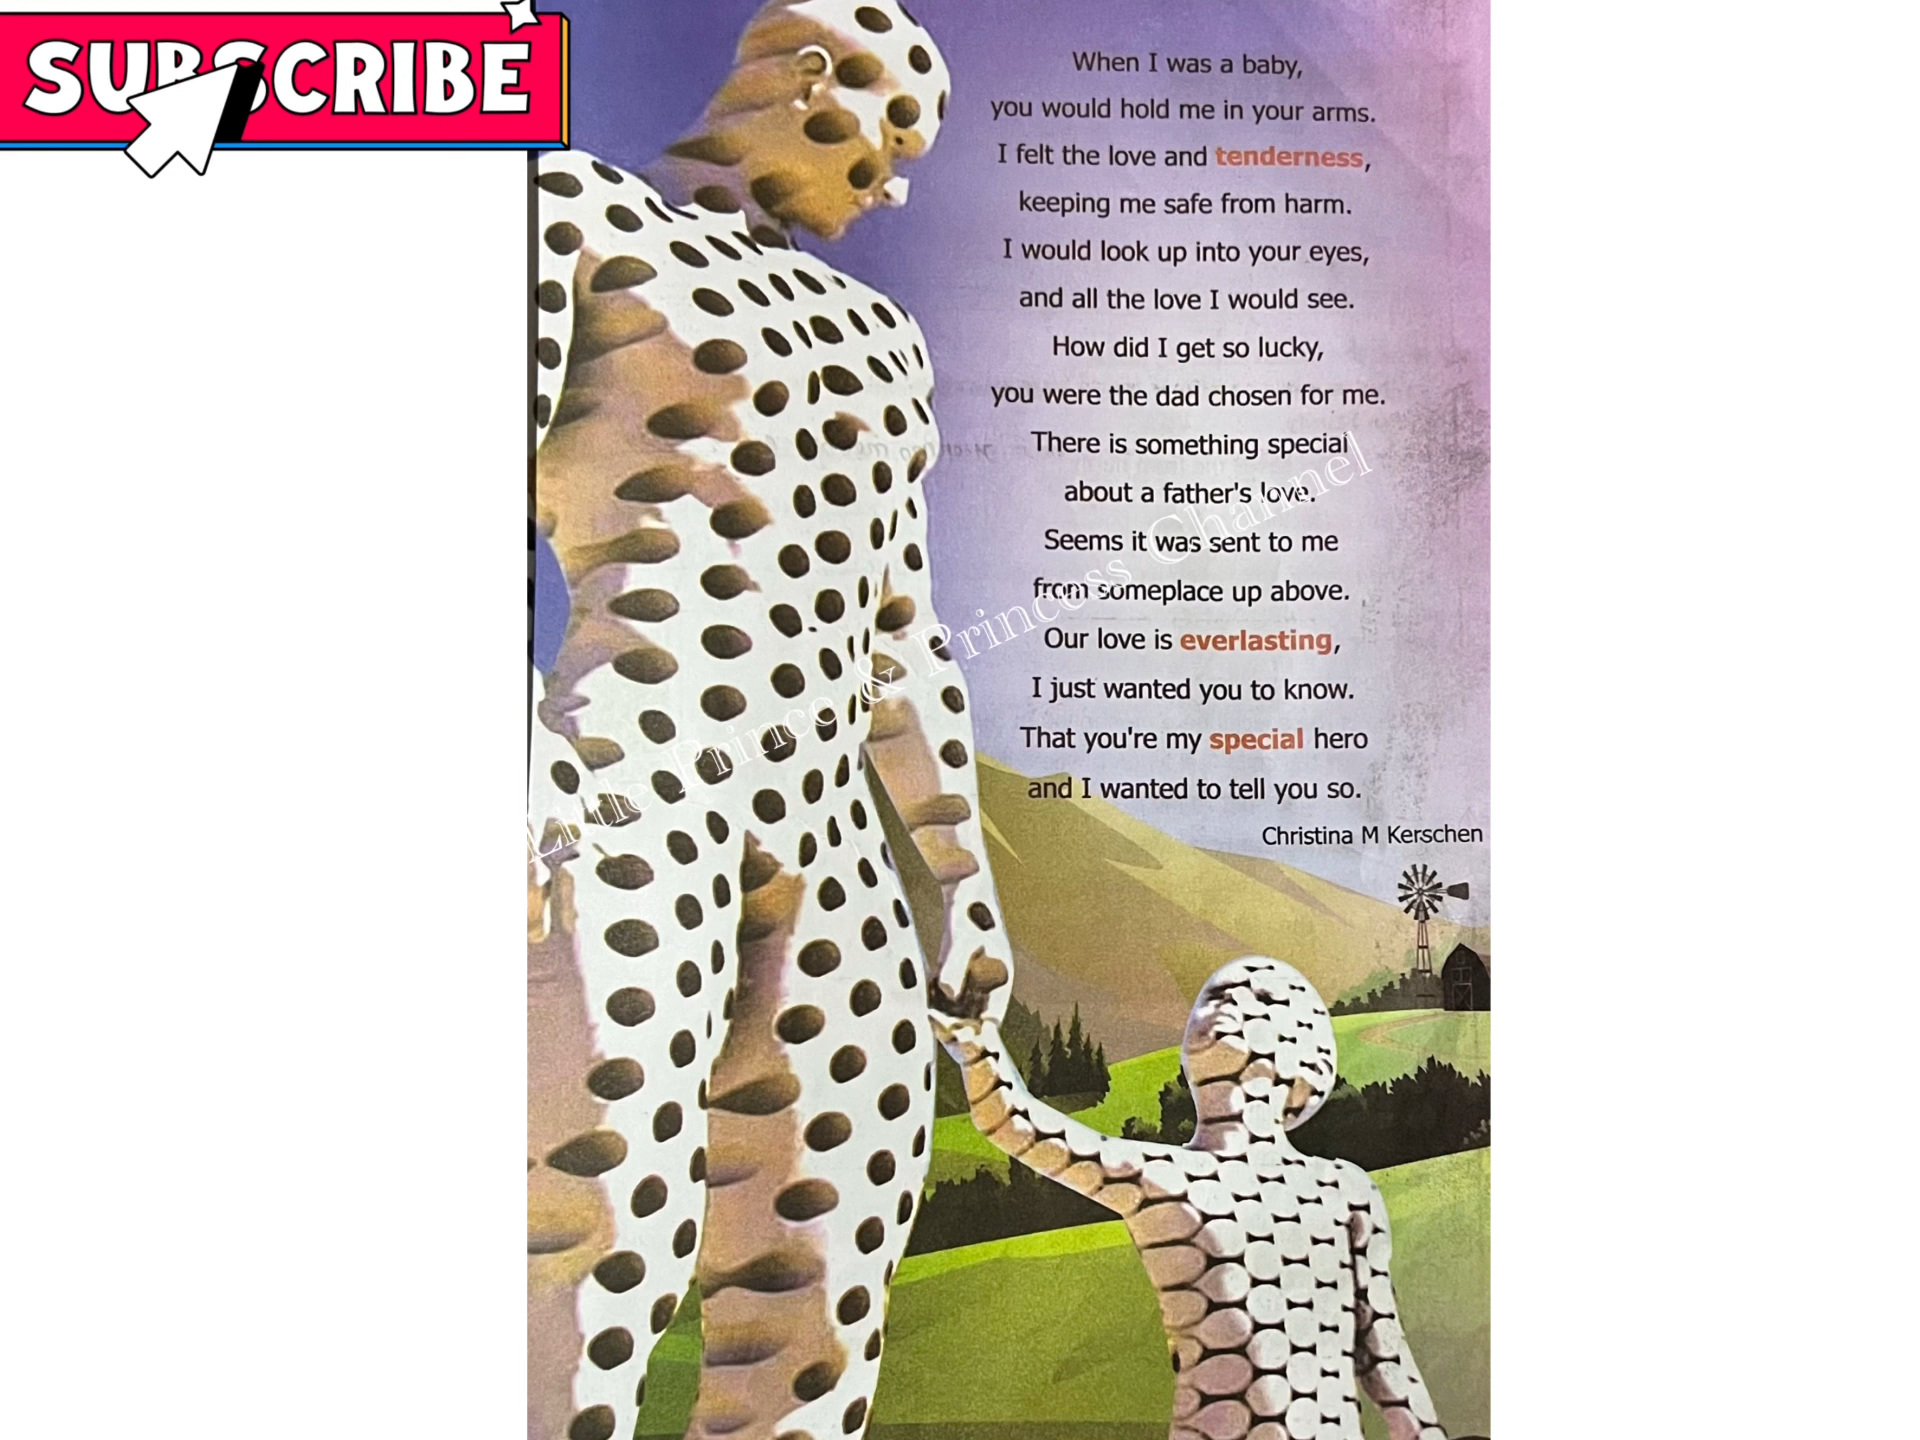 SUBSCRIBE
When I was a baby,
you would hold me in your arms.
I felt the love and tenderness,
keeping me safe from harm.
I would look up into your eyes,
and all the love I would see.
How did I get so lucky,
you were the dad chosen for me.
There is something special
about a father's love.
Seems it was sent to me
from someplace up above.
Our love is everlasting,
I just wanted you to know.
That you're my special hero
and I wanted to tell you so.
Christina M Kerschen
Little Prince & Princess Channel